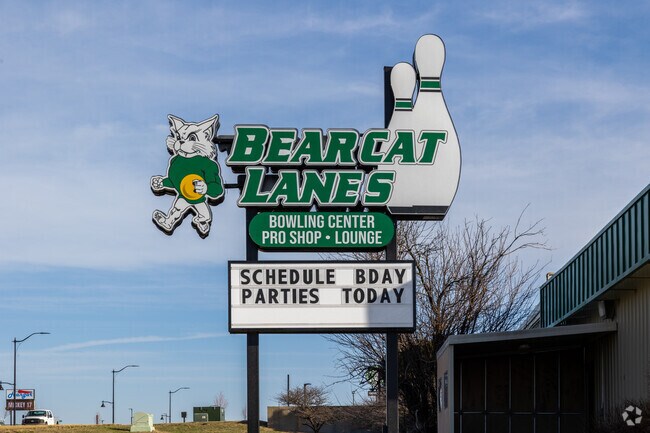 BEARCAT
LANES
BOWLING CENTER
PRO SHOP • LOUNGE
SCHEDULE BDAY
PARTIES TODAY